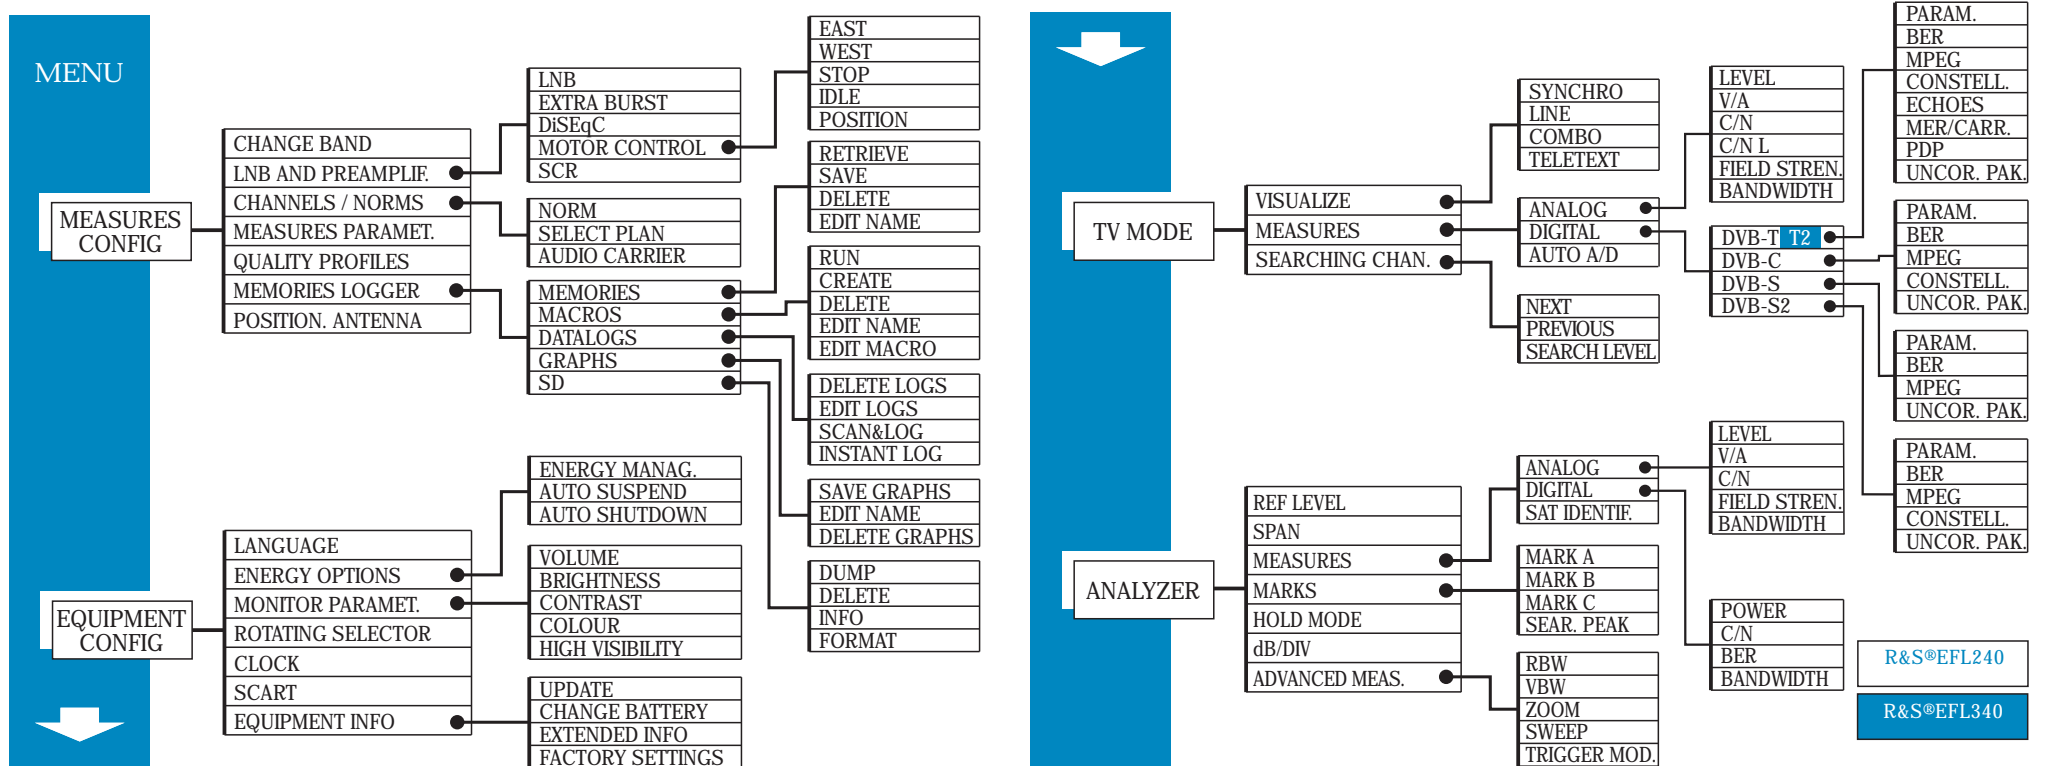 MENU
MEASURES
CONFIG
CHANGE BAND
LNB AND PREAMPLIF.
CHANNELS / NORMS
MEASURES PARAMET.
QUALITY PROFILES
MEMORIES LOGGER
POSITION. ANTENNA
LNB
EXTRA BURST
DiSEqC
MOTOR CONTROL
SCR
EAST
WEST
STOP
IDLE
POSITION
NORM
SELECT PLAN
AUDIO CARRIER
MEMORIES
MACROS
DATALOGS
GRAPHS
SD
RETRIEVE
SAVE
DELETE
EDIT NAME
RUN
CREATE
DELETE
EDIT NAME
EDIT MACRO
DELETE LOGS
EDIT LOGS
SCAN&LOG
INSTANT LOG
SAVE GRAPHS
EDIT NAME
DELETE GRAPHS
DUMP
DELETE
INFO
FORMAT
EQUIPMENT
CONFIG
LANGUAGE
ENERGY OPTIONS
MONITOR PARAMET.
ROTATING SELECTOR
CLOCK
SCART
EQUIPMENT INFO
ENERGY MANAG.
AUTO SUSPEND
AUTO SHUTDOWN
VOLUME
BRIGHTNESS
CONTRAST
COLOUR
HIGH VISIBILITY
UPDATE
CHANGE BATTERY
EXTENDED INFO
FACTORY SETTINGS
TV MODE
VISUALIZE
MEASURES
SEARCHING CHAN.
SYNCHRO
LINE
COMBO
TELETEXT
ANALOG
DIGITAL
AUTO A/D
NEXT
PREVIOUS
SEARCH LEVEL
LEVEL
V/A
C/N
C/N L
FIELD STREN.
BANDWIDTH
DVB-T T2
DVB-C
DVB-S
DVB-S2
PARAM.
BER
MPEG
CONSTELL.
ECHOES
MER/CARR.
PDP
UNCOR. PAK.
PARAM.
BER
MPEG
CONSTELL.
UNCOR. PAK.
PARAM.
BER
MPEG
UNCOR. PAK.
PARAM.
BER
MPEG
CONSTELL.
UNCOR. PAK.
ANALYZER
REF LEVEL
SPAN
MEASURES
MARKS
HOLD MODE
dB/DIV
ADVANCED MEAS.
ANALOG
DIGITAL
SAT IDENTIF.
MARK A
MARK B
MARK C
SEAR. PEAK
RBW
VBW
ZOOM
SWEEP
TRIGGER MOD.
LEVEL
V/A
C/N
FIELD STREN.
BANDWIDTH
POWER
C/N
BER
BANDWIDTH
R&S®EFL240
R&S®EFL340